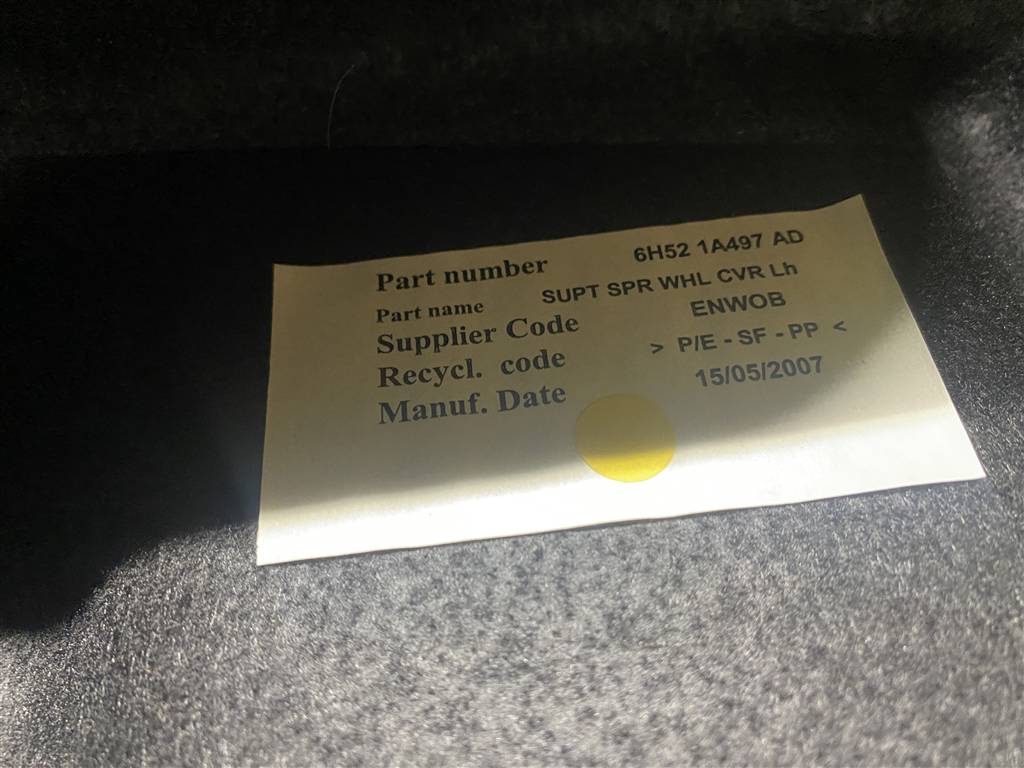 Part number 6H52 1A497 AD
Part name SUPT SPR WHL CVR Lh
Supplier Code ENWOB
Recycl. code > P/E - SF - PP <
Manuf. Date 15/05/2007